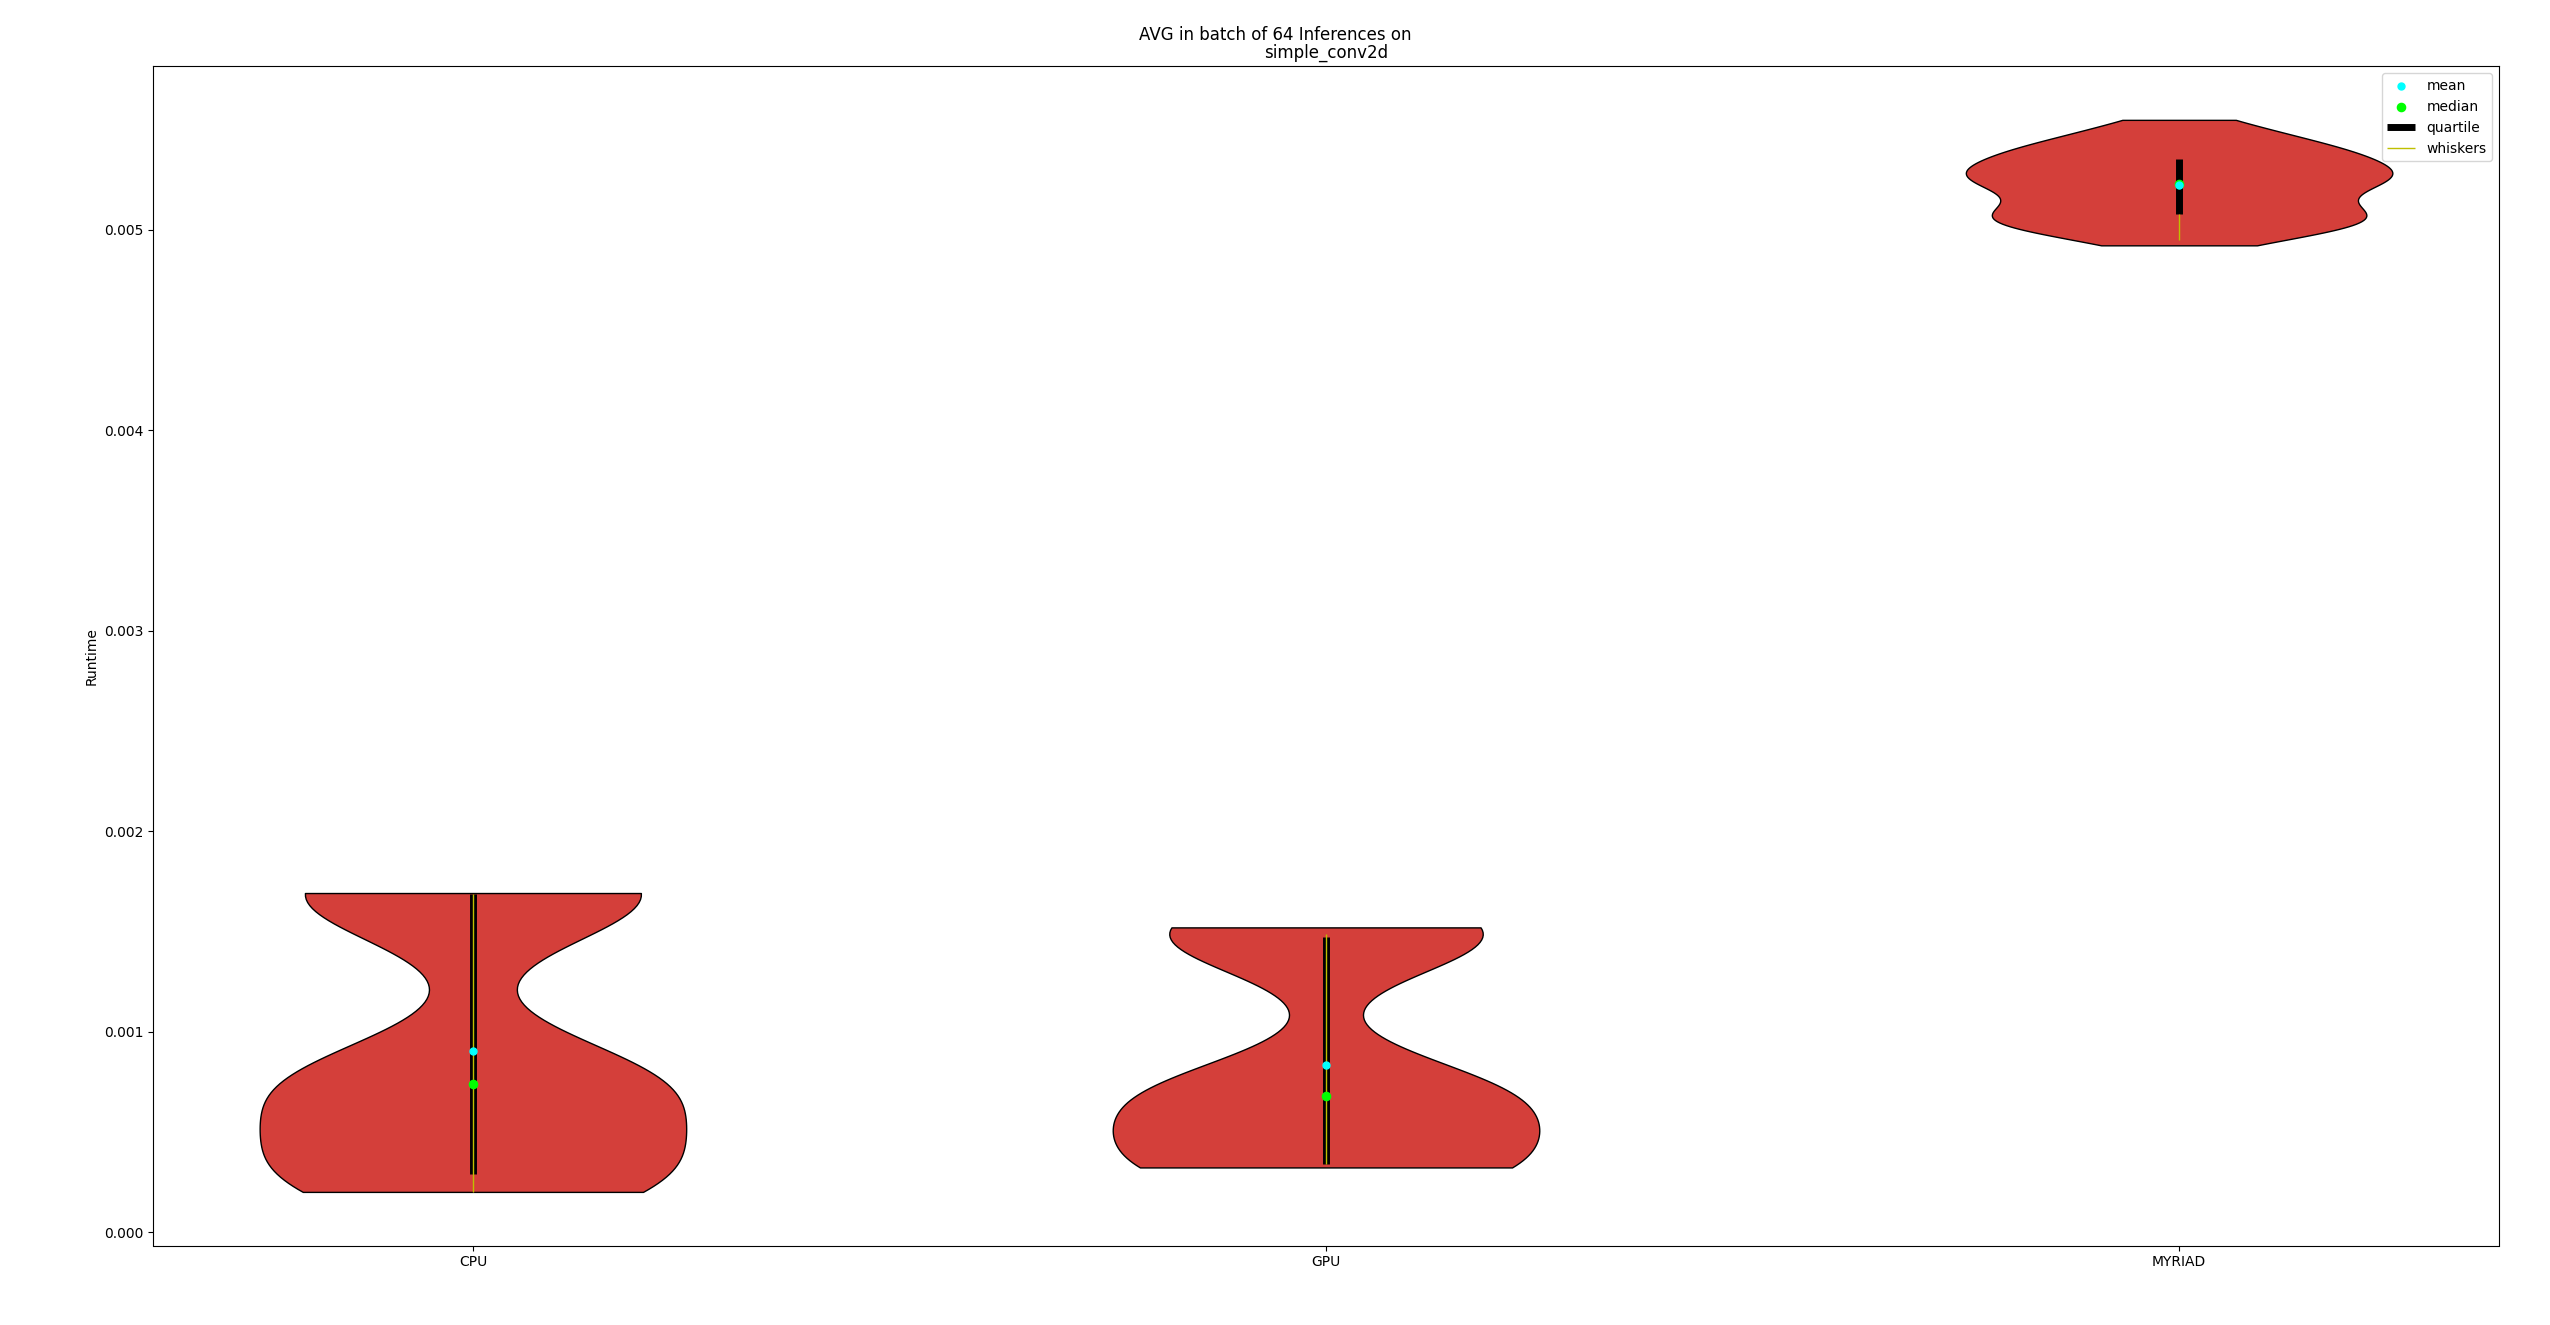 AVG in batch of 64 Inferences on
simple_conv2d
mean
median
quartile
whiskers
Runtime
0.005
0.004
0.003
0.002
0.001
0.000
CPU
GPU
MYRIAD